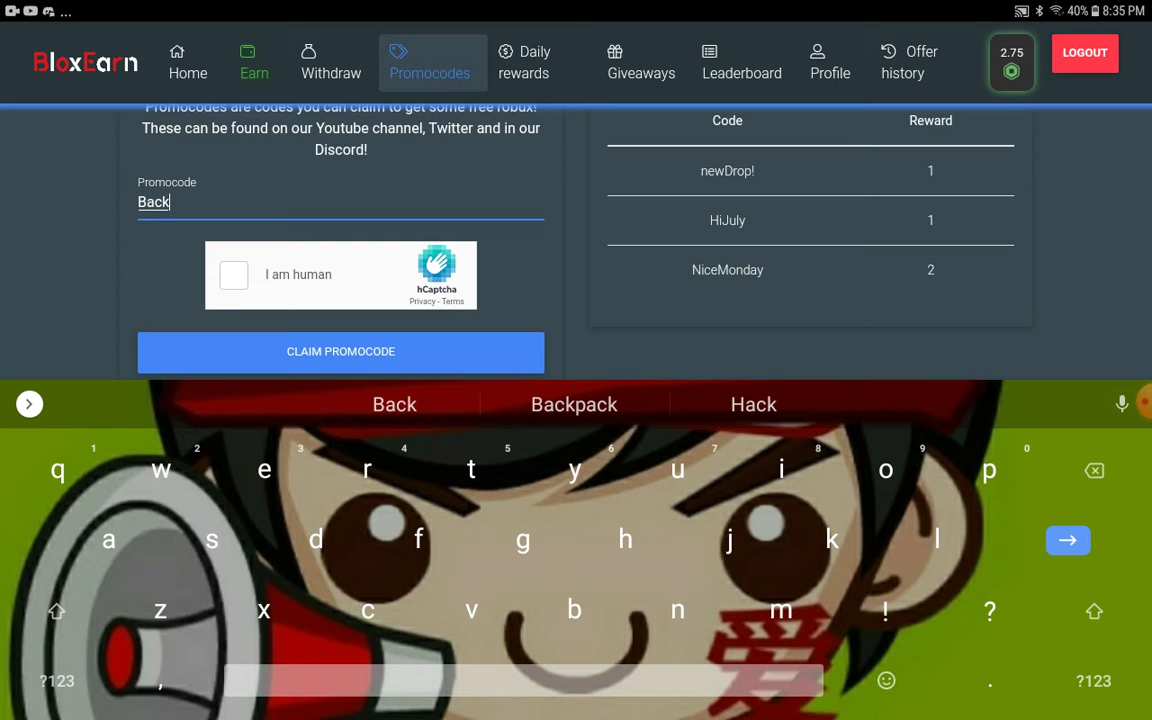 ... 40% 8:35 PM
BloxEarn Home Earn Withdraw Promocodes Daily rewards Giveaways Leaderboard Profile Offer history 2.75 LOGOUT
Promocodes are codes you can claim to get some free robux!
These can be found on our Youtube channel, Twitter and in our
Discord!
Promocode
Back
I am human
hCaptcha
Privacy - Terms
CLAIM PROMOCODE
Code Reward
newDrop! 1
HiJuly 1
NiceMonday 2
Back Backpack Hack
1 2 3 4 5 6 7 8 9 0
q w e r t y u i o p
a s d f g h j k l
z x c v b n m ! ?
?123 , . ?123
愛